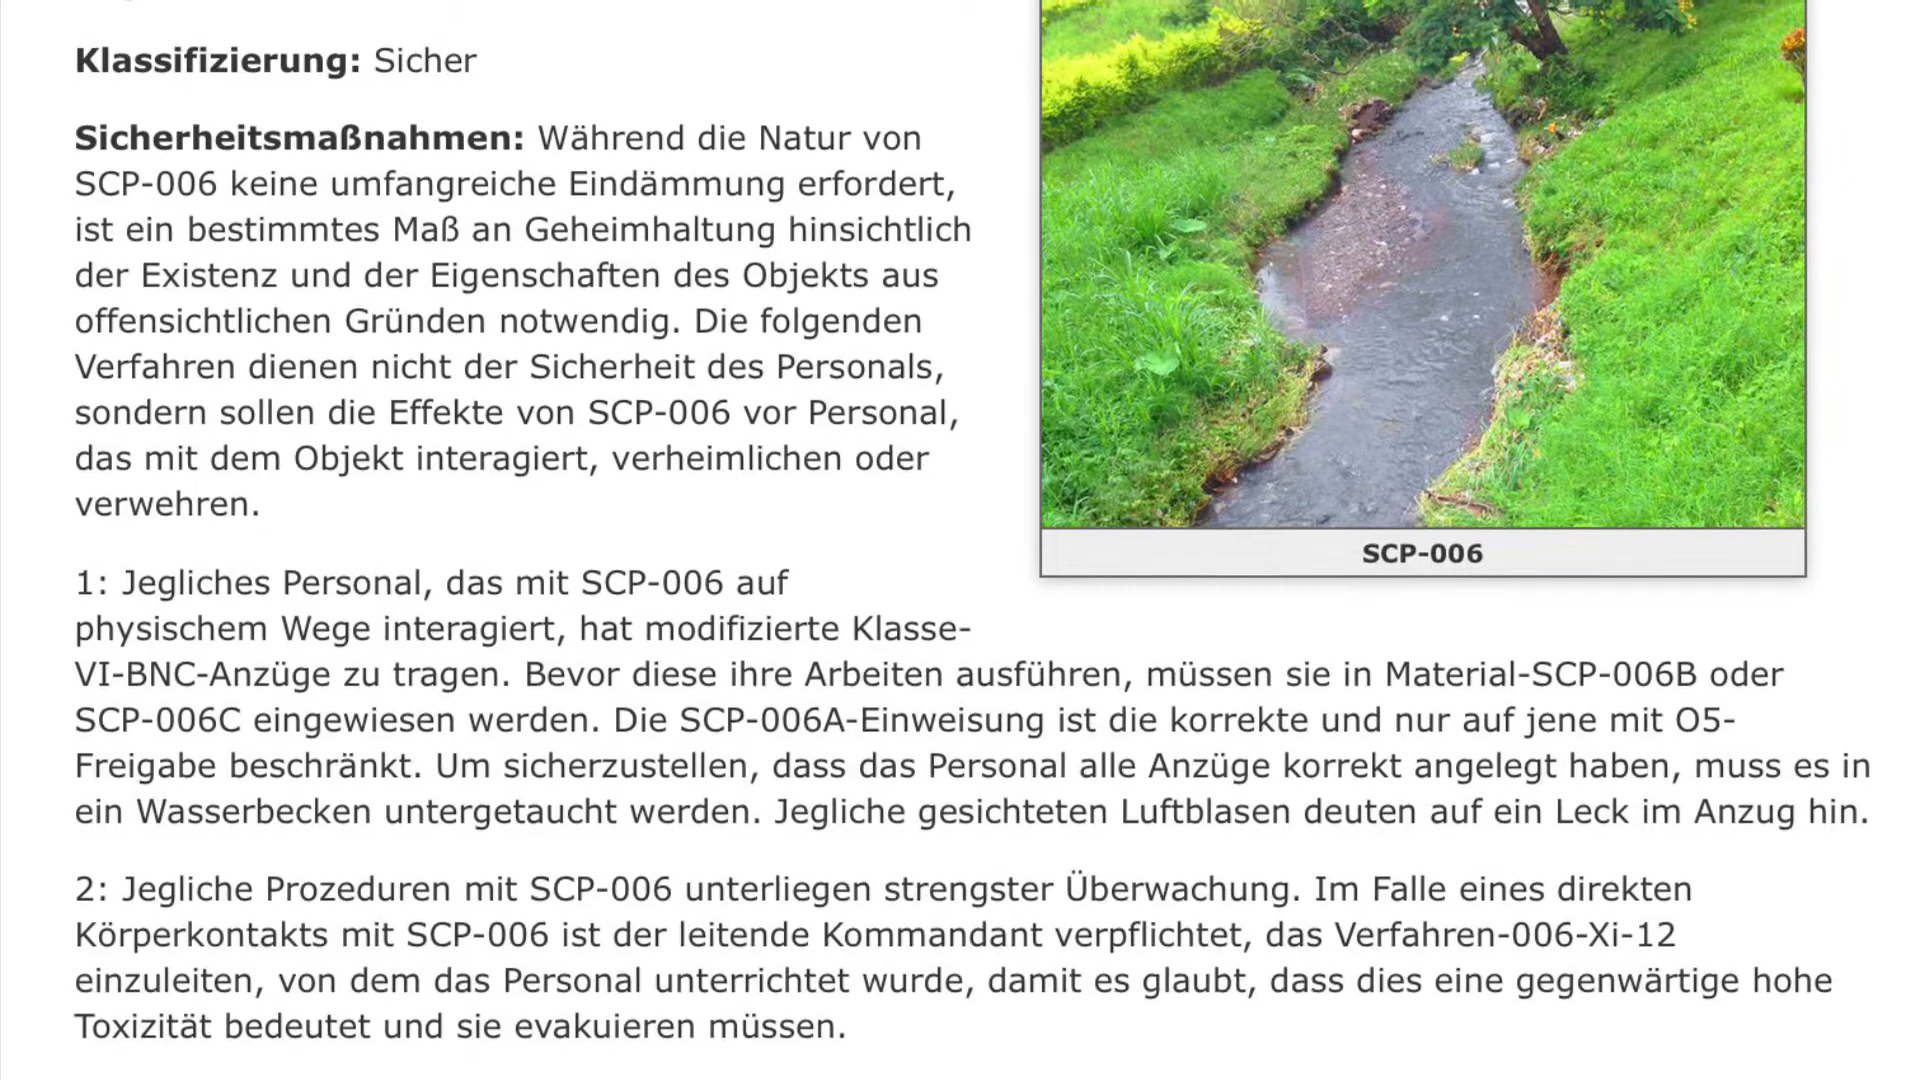 Klassifizierung: Sicher
Sicherheitsmaßnahmen: Während die Natur von
SCP-006 keine umfangreiche Eindämmung erfordert,
ist ein bestimmtes Maß an Geheimhaltung hinsichtlich
der Existenz und der Eigenschaften des Objekts aus
offensichtlichen Gründen notwendig. Die folgenden
Verfahren dienen nicht der Sicherheit des Personals,
sondern sollen die Effekte von SCP-006 vor Personal,
das mit dem Objekt interagiert, verheimlichen oder
verwehren.
SCP-006
1: Jegliches Personal, das mit SCP-006 auf
physischem Wege interagiert, hat modifizierte Klasse-
VI-BNC-Anzüge zu tragen. Bevor diese ihre Arbeiten ausführen, müssen sie in Material-SCP-006B oder
SCP-006C eingewiesen werden. Die SCP-006A-Einweisung ist die korrekte und nur auf jene mit O5-
Freigabe beschränkt. Um sicherzustellen, dass das Personal alle Anzüge korrekt angelegt haben, muss es in
ein Wasserbecken untergetaucht werden. Jegliche gesichteten Luftblasen deuten auf ein Leck im Anzug hin.
2: Jegliche Prozeduren mit SCP-006 unterliegen strengster Überwachung. Im Falle eines direkten
Körperkontakts mit SCP-006 ist der leitende Kommandant verpflichtet, das Verfahren-006-Xi-12
einzuleiten, von dem das Personal unterrichtet wurde, damit es glaubt, dass dies eine gegenwärtige hohe
Toxizität bedeutet und sie evakuieren müssen.